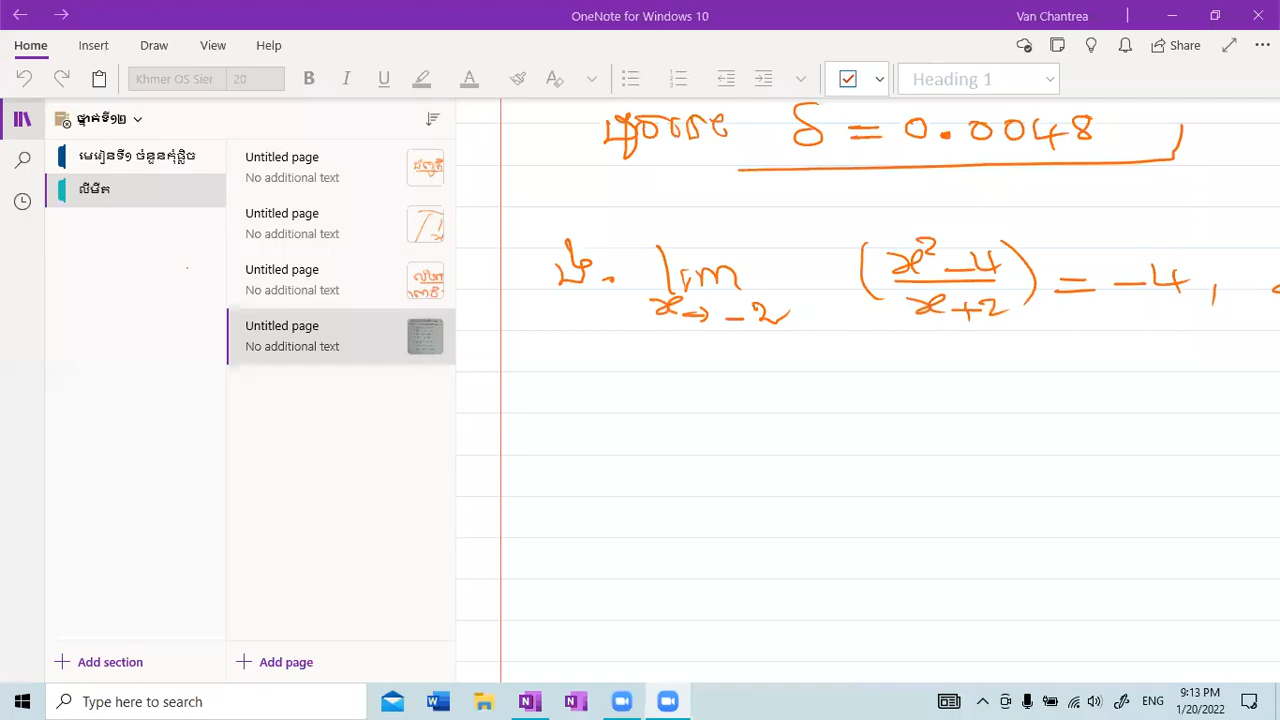 OneNote for Windows 10
Van Chantrea
Home Insert Draw View Help
Share
Khmer OS Sier 20 B I U A Heading 1
ថ្នាក់ទី១២
មេរៀនទី១ ចំនួនកុំផ្លិច
លីមីត
Untitled page
No additional text
Untitled page
No additional text
Untitled page
No additional text
Untitled page
No additional text
Add section
Add page
δ = 0.0048
lim x→-2 (x²-4 / x+2) = -4,
Type here to search
ENG
9:13 PM
1/20/2022